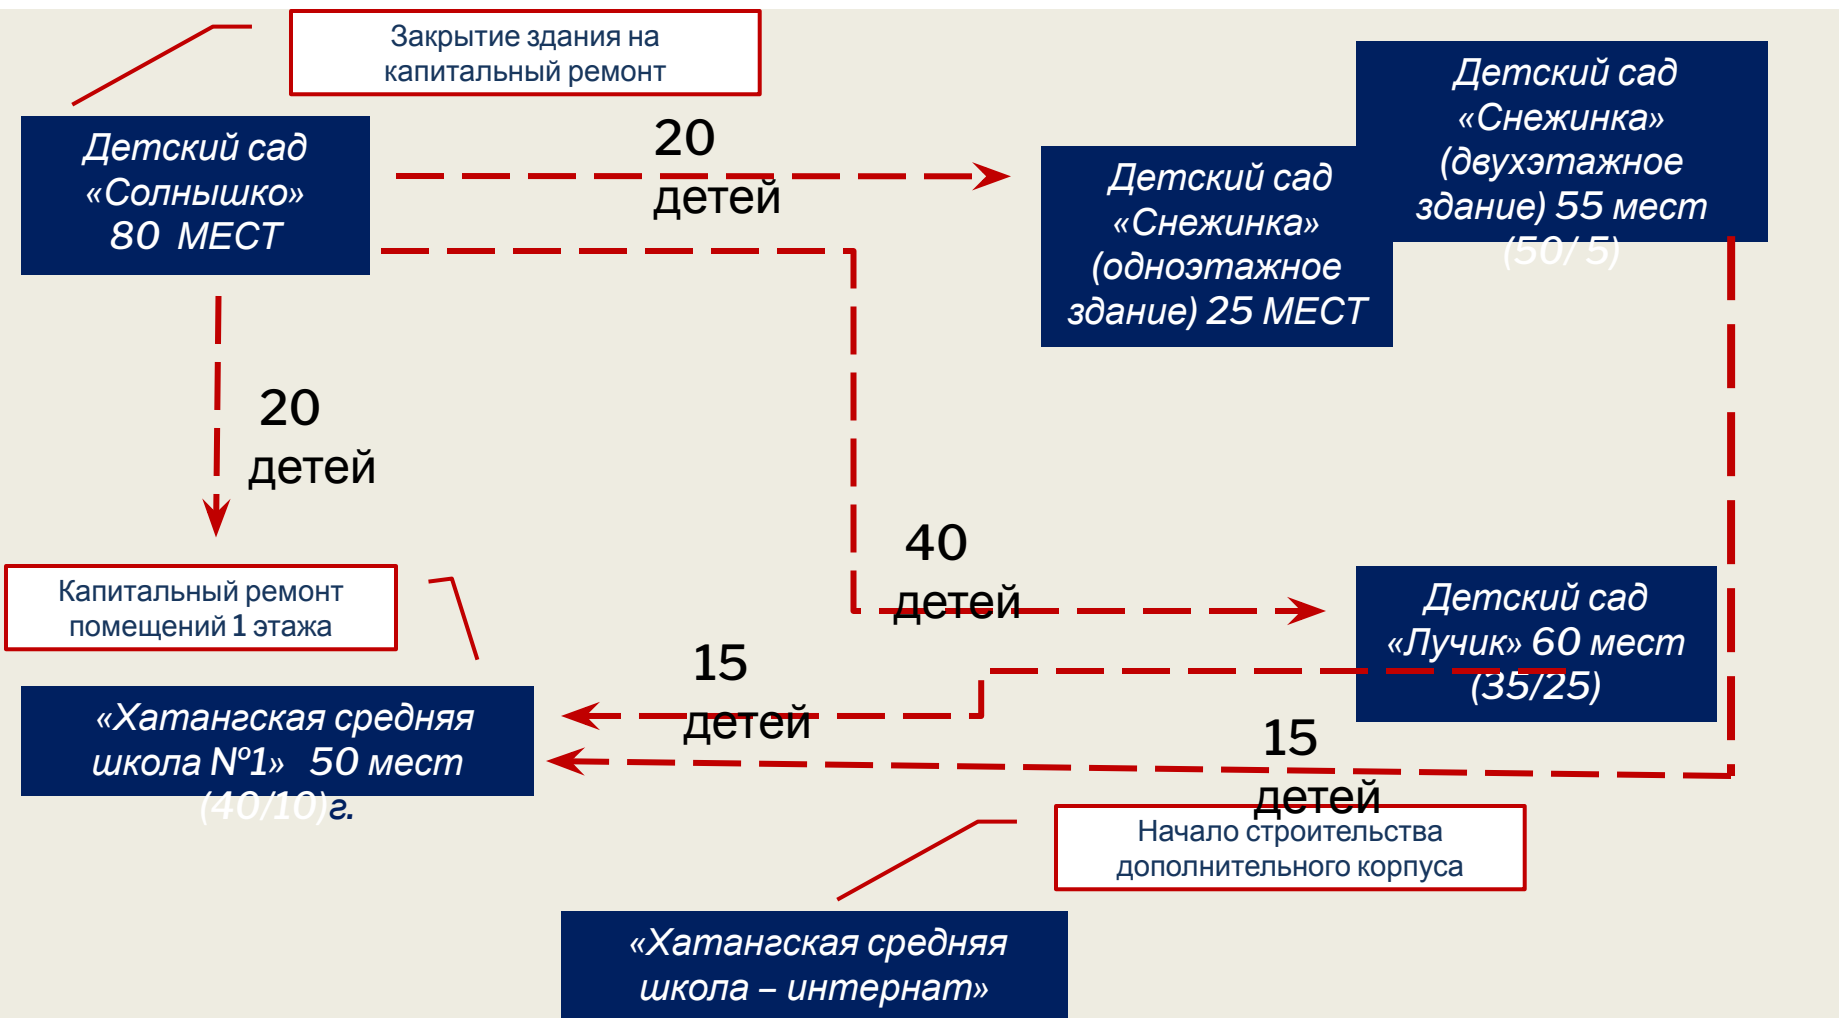 Закрытие здания на
капитальный ремонт
Детский сад
«Солнышко»
80 МЕСТ
20
детей
Детский сад
«Снежинка»
(одноэтажное
здание) 25 МЕСТ
Детский сад
«Снежинка»
(двухэтажное
здание) 55 мест
(50/ 5)
20
детей
40
детей
Капитальный ремонт
помещений 1 этажа
Детский сад
«Лучик» 60 мест
(35/25)
15
детей
«Хатангская средняя
школа №1» 50 мест
(40/10)г.
15
детей
Начало строительства
дополнительного корпуса
«Хатангская средняя
школа – интернат»